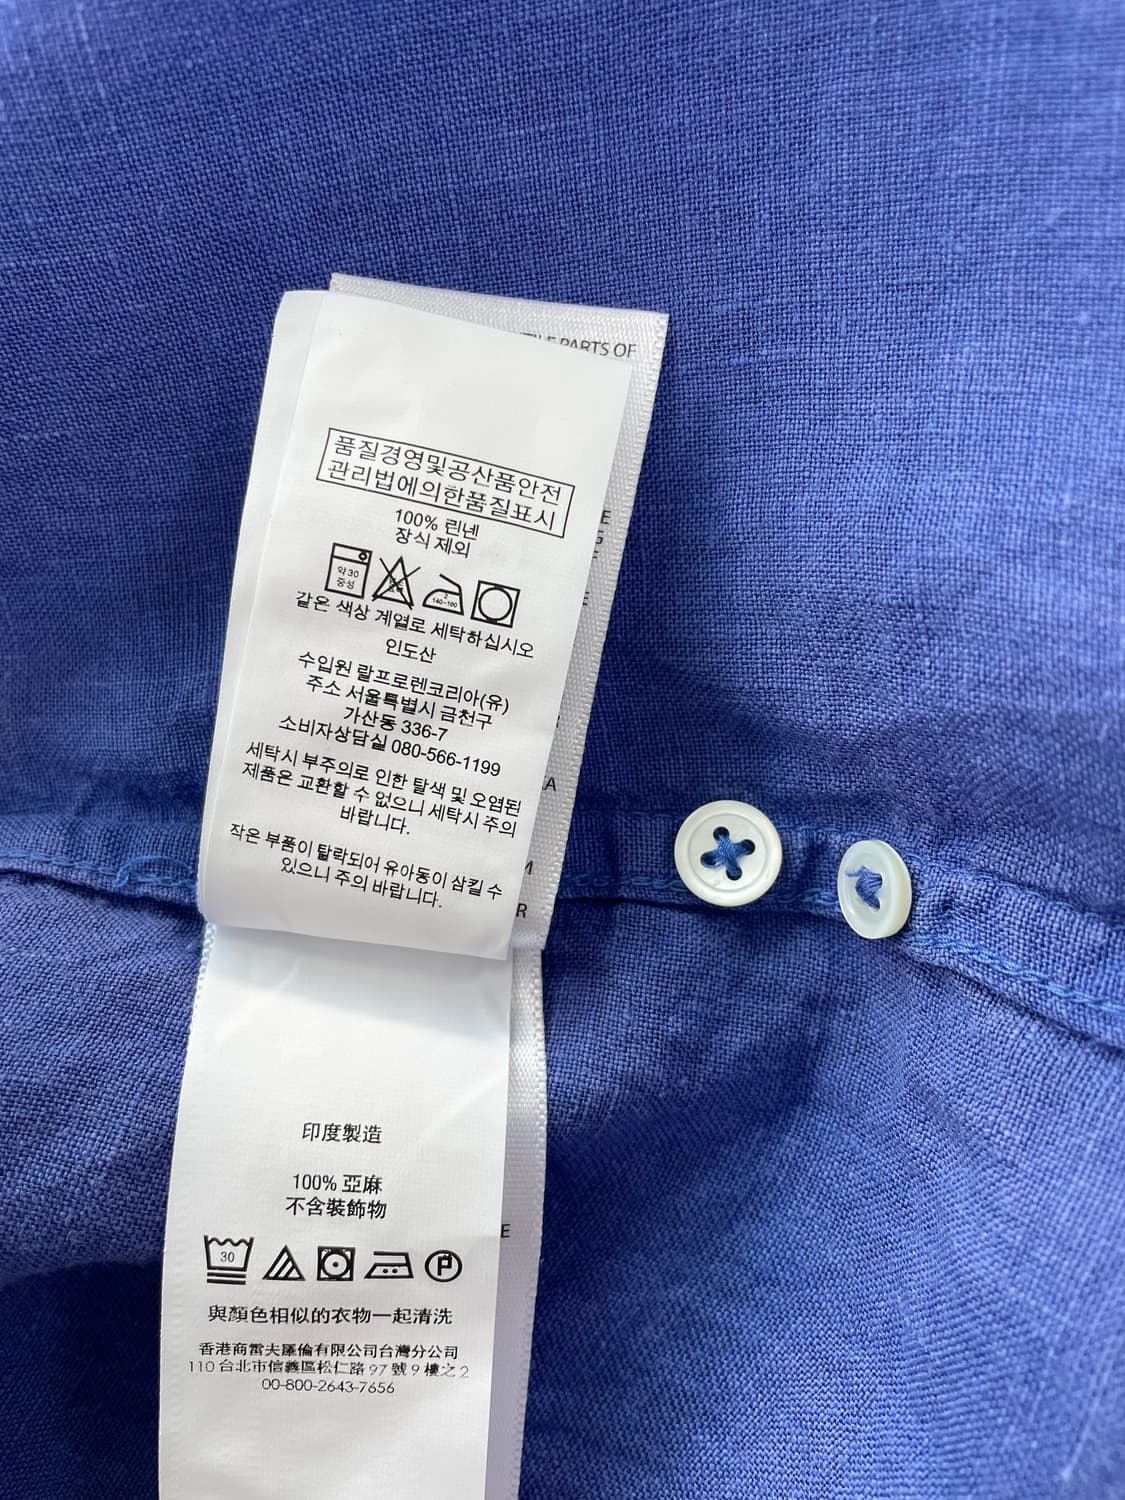 PARTS OF
품질경영및공산품안전
관리법에의한품질표시
100% 린넨
장식 제외
약 30
중성
2
140~160
같은 색상 계열로 세탁하십시오
인도산
수입원 랄프로렌코리아(유)
주소 서울특별시 금천구
가산동 336-7
소비자상담실 080-566-1199
세탁시 부주의로 인한 탈색 및 오염된
제품은 교환할 수 없으니 세탁시 주의
바랍니다.
작은 부품이 탈락되어 유아동이 삼킬 수
있으니 주의 바랍니다.
印度製造
100% 亞麻
不含裝飾物
30
P
與顏色相似的衣物一起清洗
香港商雷夫羅倫有限公司台灣分公司
110 台北市信義區松仁路 97 號 9 樓之 2
00-800-2643-7656